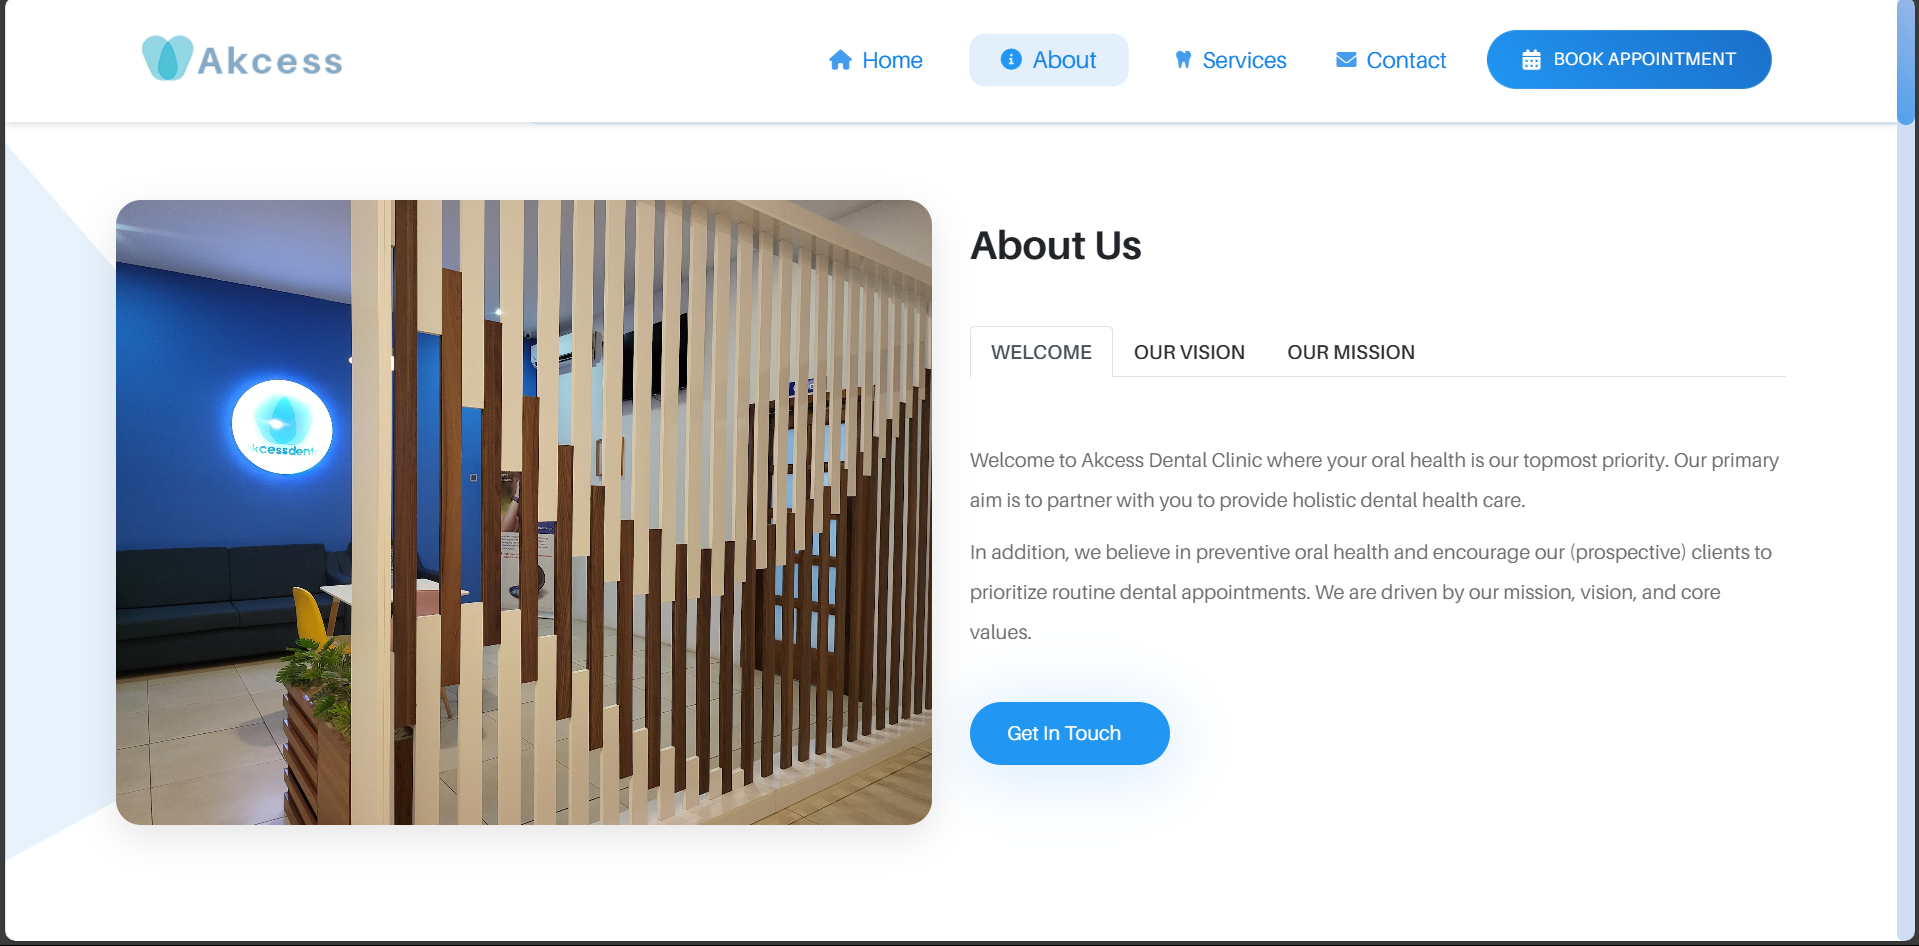 Akcess
Home
About
Services
Contact
BOOK APPOINTMENT
About Us
WELCOME
OUR VISION
OUR MISSION
Welcome to Akcess Dental Clinic where your oral health is our topmost priority. Our primary
aim is to partner with you to provide holistic dental health care.
In addition, we believe in preventive oral health and encourage our (prospective) clients to
prioritize routine dental appointments. We are driven by our mission, vision, and core
values.
Get In Touch